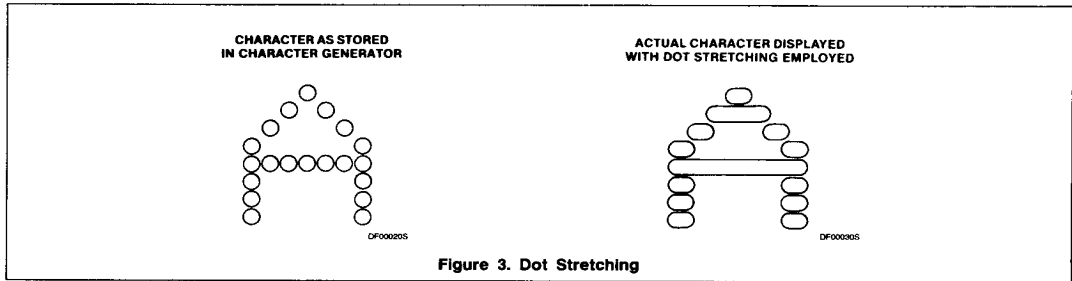 CHARACTER AS STORED
IN CHARACTER GENERATOR
ACTUAL CHARACTER DISPLAYED
WITH DOT STRETCHING EMPLOYED
DF00020S
DF00030S
Figure 3. Dot Stretching